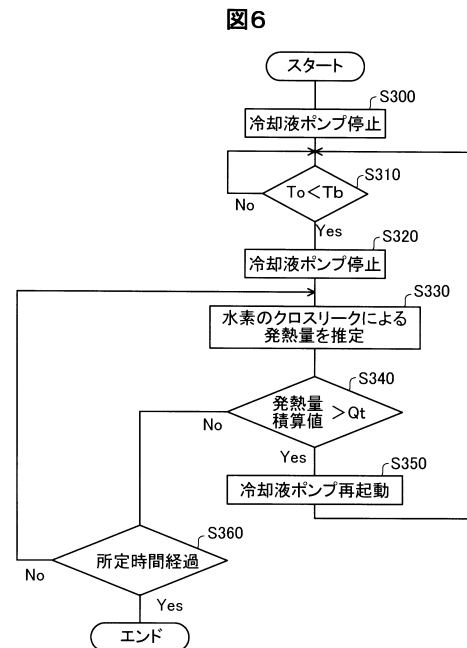 図6
スタート
S300
冷却液ポンプ停止
S310
To<Tb
No
Yes
S320
冷却液ポンプ停止
S330
水素のクロスリークによる
発熱量を推定
S340
発熱量
積算値 >Qt
No
Yes
S350
冷却液ポンプ再起動
S360
所定時間経過
No
Yes
エンド